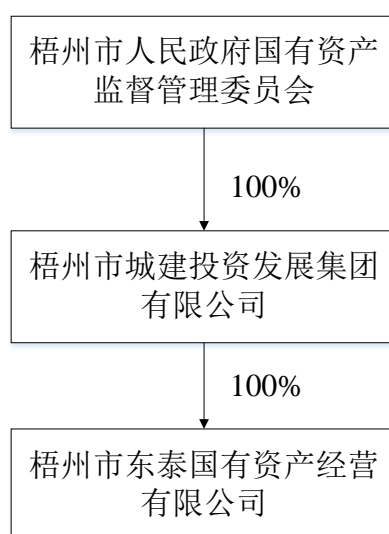 梧州市人民政府国有资产
监督管理委员会
100%
梧州市城建投资发展集团
有限公司
100%
梧州市东泰国有资产经营
有限公司